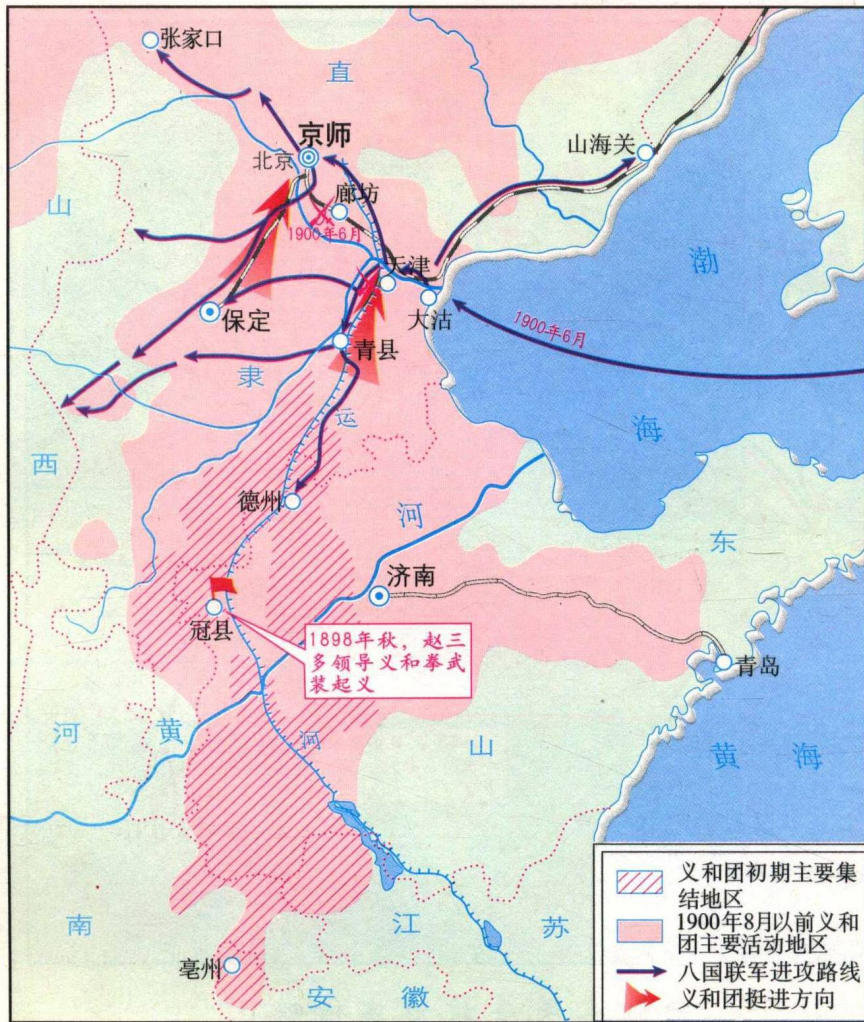 张家口
直
京师
北京
山海关
廊坊
1900年6月
山
渤
天津
大沽
保定
1900年6月
青县
隶
运
海
西
德州
河
东
济南
冠县
1898年秋，赵三
多领导义和拳武
装起义
青岛
河
黄
河
山
黄
海
南
江
苏
亳州
安
徽
义和团初期主要集
结地区
1900年8月以前义和
团主要活动地区
八国联军进攻路线
义和团挺进方向